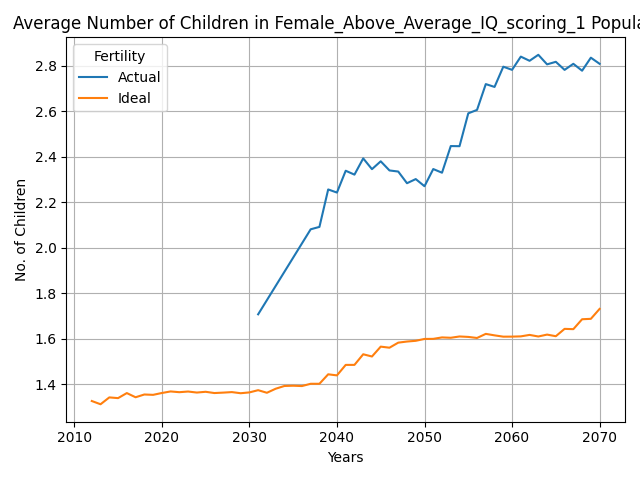 Average Number of Children in Female_Above_Average_IQ_scoring_1 Popula
Fertility
Actual
Ideal
No. of Children
2.8
2.6
2.4
2.2
2.0
1.8
1.6
1.4
2010 2020 2030 2040 2050 2060 2070
Years